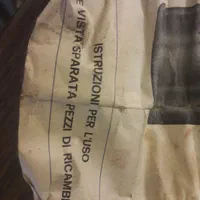 ISTRUZIONI PER L'USO
E VISTA SPARATA PEZZI DI RICAMBI